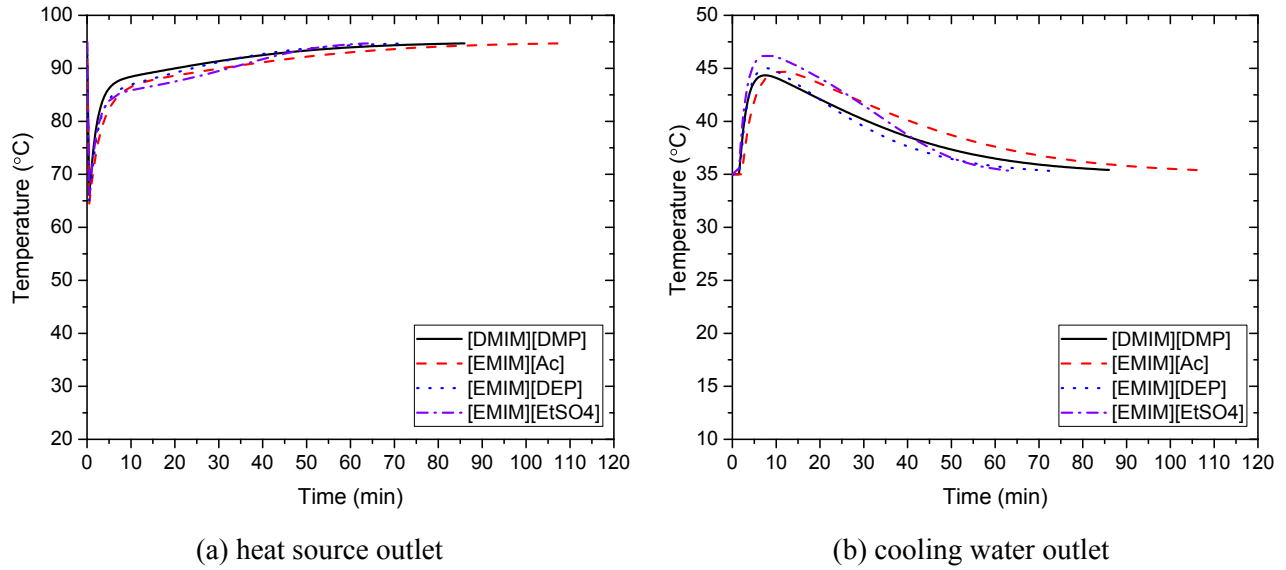 100
90
80
70
60
50
40
30
20
Temperature (°C)
0 10 20 30 40 50 60 70 80 90 100 110 120
Time (min)
[DMIM][DMP]
[EMIM][Ac]
[EMIM][DEP]
[EMIM][EtSO4]
(a) heat source outlet
50
45
40
35
30
25
20
15
10
Temperature (°C)
0 10 20 30 40 50 60 70 80 90 100 110 120
Time (min)
[DMIM][DMP]
[EMIM][Ac]
[EMIM][DEP]
[EMIM][EtSO4]
(b) cooling water outlet